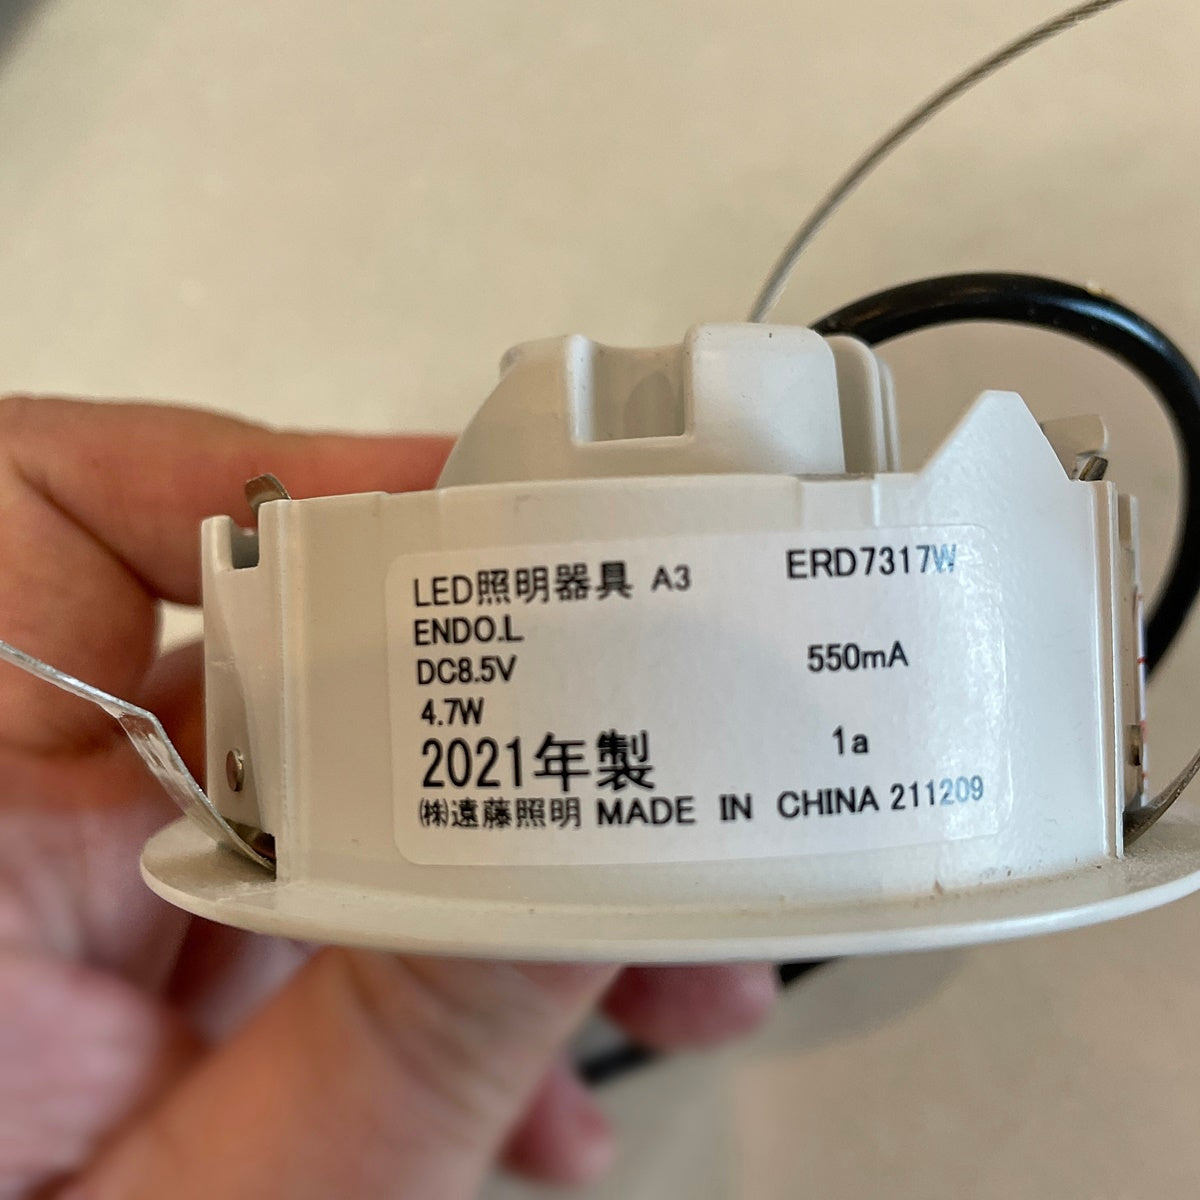 LED照明器具 A3 ERD7317W
ENDO.L
DC8.5V 550mA
4.7W
2021年製 1a
㈱遠藤照明 MADE IN CHINA 211209